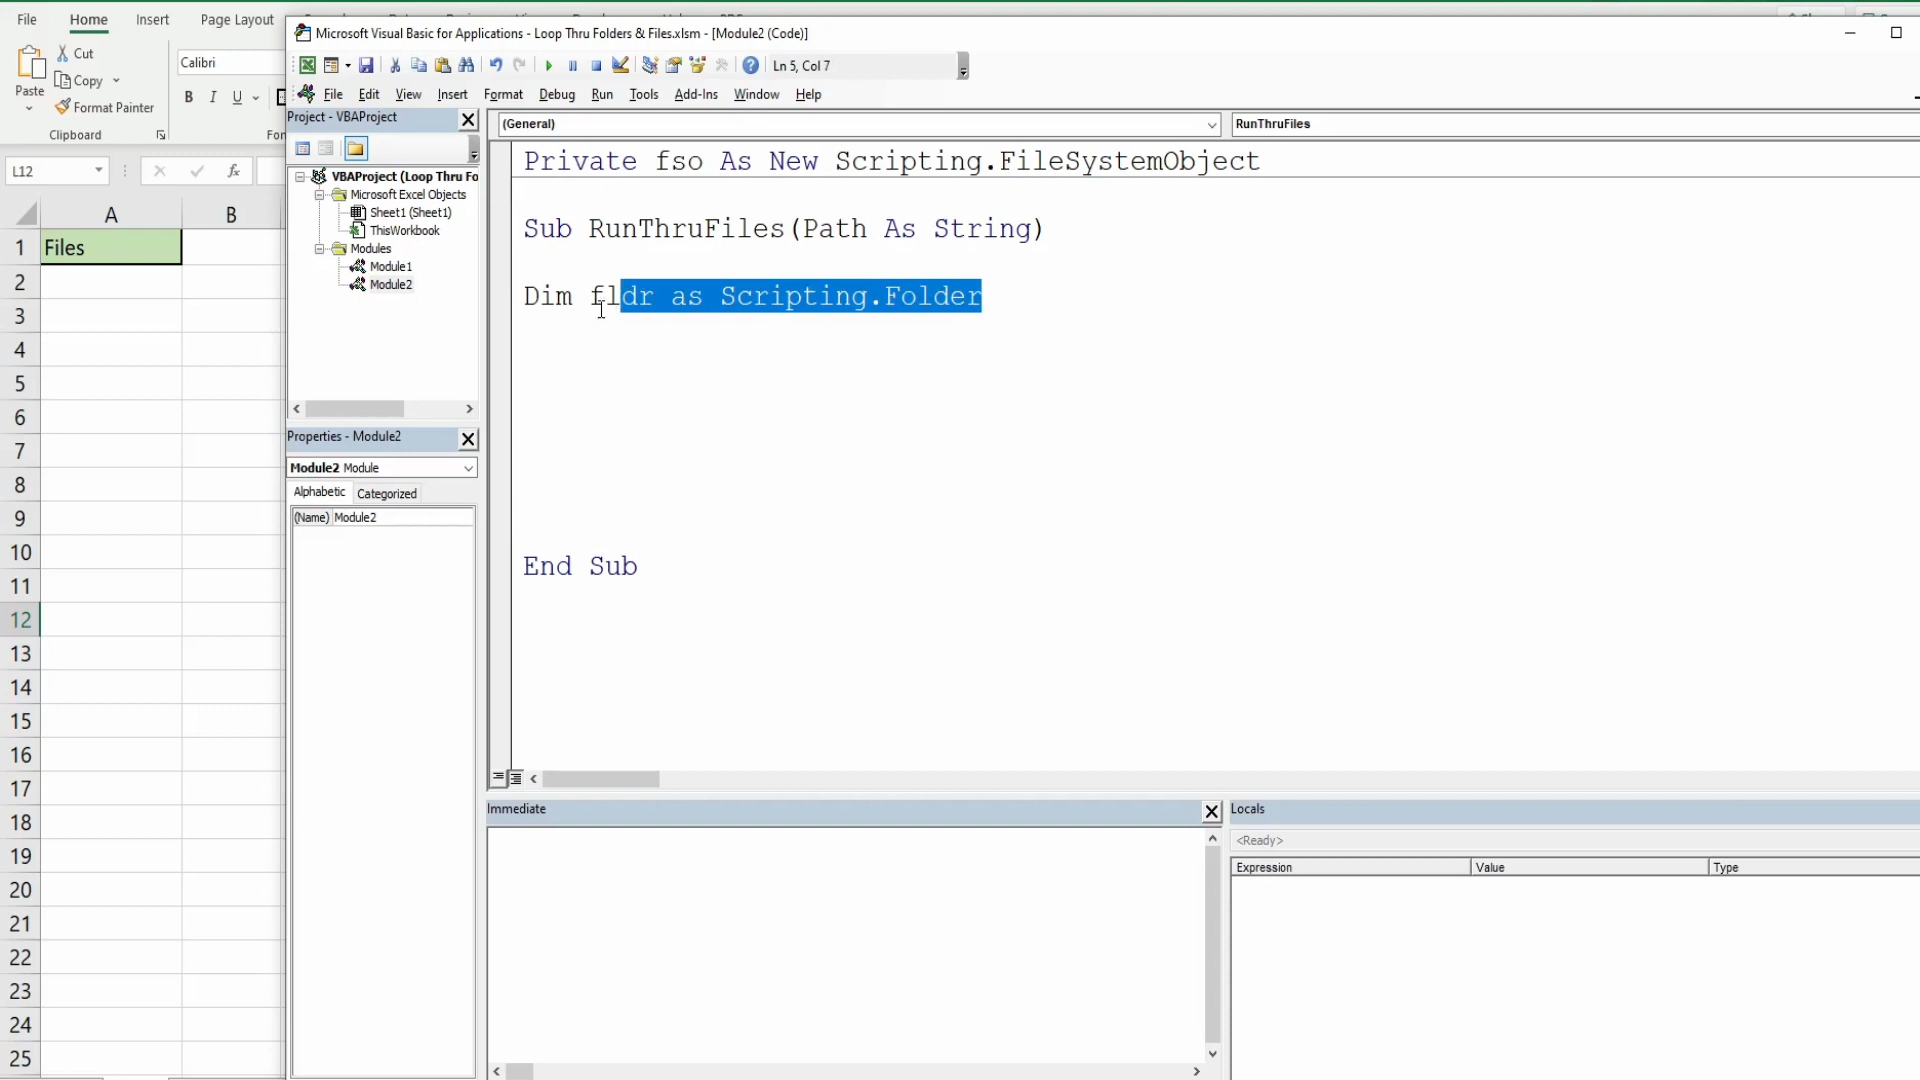 File Home Insert Page Layout
Microsoft Visual Basic for Applications - Loop Thru Folders & Files.xlsm - [Module2 (Code)]
Paste
Cut
Copy
Format Painter
Clipboard
Calibri
B I U
Ln 5, Col 7
File Edit View Insert Format Debug Run Tools Add-Ins Window Help
Project - VBAProject
VBAProject (Loop Thru Fo
Microsoft Excel Objects
Sheet1 (Sheet1)
ThisWorkbook
Modules
Module1
Module2
Properties - Module2
Module2 Module
Alphabetic Categorized
(Name) Module2
(General) RunThruFiles
Private fso As New Scripting.FileSystemObject
Sub RunThruFiles(Path As String)
Dim fldr as Scripting.Folder
End Sub
Immediate
Locals
<Ready>
Expression Value Type
L12
fx
A B
1 Files
2
3
4
5
6
7
8
9
10
11
12
13
14
15
16
17
18
19
20
21
22
23
24
25